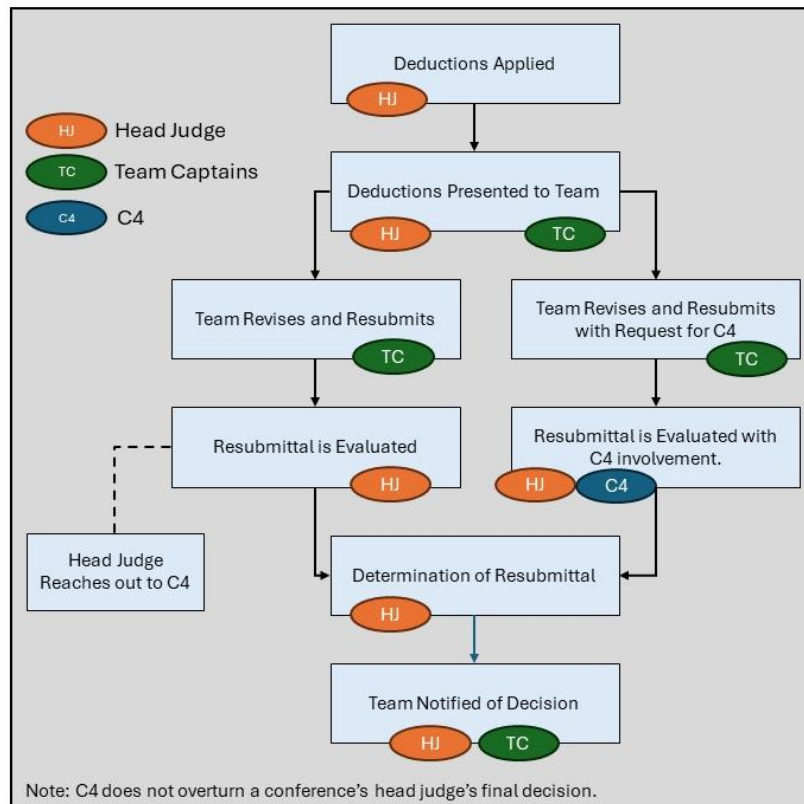 Deductions Applied
HJ
HJ Head Judge
TC Team Captains
C4 C4
Deductions Presented to Team
HJ TC
Team Revises and Resubmits
TC
Team Revises and Resubmits
with Request for C4
TC
Resubmittal is Evaluated
HJ
Resubmittal is Evaluated with
C4 involvement.
HJ C4
Head Judge
Reaches out to C4
Determination of Resubmittal
HJ
Team Notified of Decision
HJ TC
Note: C4 does not overturn a conference's head judge's final decision.